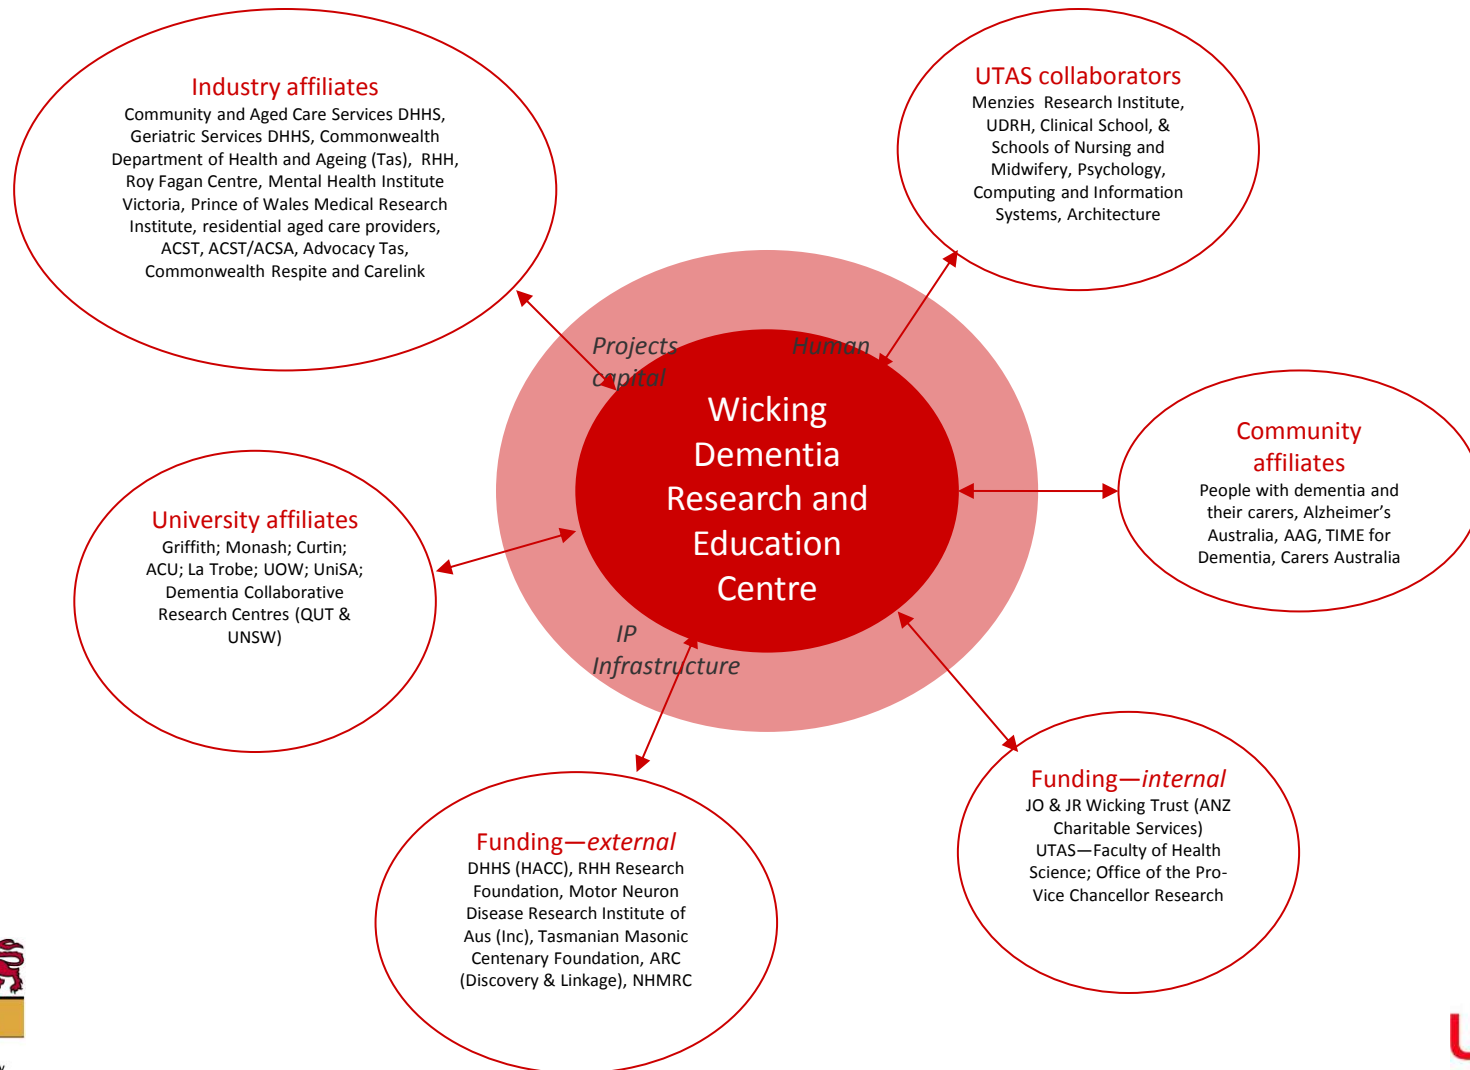 Industry affiliates
Community and Aged Care Services DHHS,
Geriatric Services DHHS, Commonwealth
Department of Health and Ageing (Tas), RHH,
Roy Fagan Centre, Mental Health Institute
Victoria, Prince of Wales Medical Research
Institute, residential aged care providers,
ACST, ACST/ACSA, Advocacy Tas,
Commonwealth Respite and Carelink
UTAS collaborators
Menzies Research Institute,
UDRH, Clinical School, &
Schools of Nursing and
Midwifery, Psychology,
Computing and Information
Systems, Architecture
Projects Human
capital
Wicking
Dementia
Research and
Education
Centre
Community
affiliates
People with dementia and
their carers, Alzheimer's
Australia, AAG, TIME for
Dementia, Carers Australia
University affiliates
Griffith; Monash; Curtin;
ACU; La Trobe; UOW; UniSA;
Dementia Collaborative
Research Centres (QUT &
UNSW)
IP
Infrastructure
Funding—internal
JO & JR Wicking Trust (ANZ
Charitable Services)
UTAS—Faculty of Health
Science; Office of the Pro-
Vice Chancellor Research
Funding—external
DHHS (HACC), RHH Research
Foundation, Motor Neuron
Disease Research Institute of
Aus (Inc), Tasmanian Masonic
Centenary Foundation, ARC
(Discovery & Linkage), NHMRC